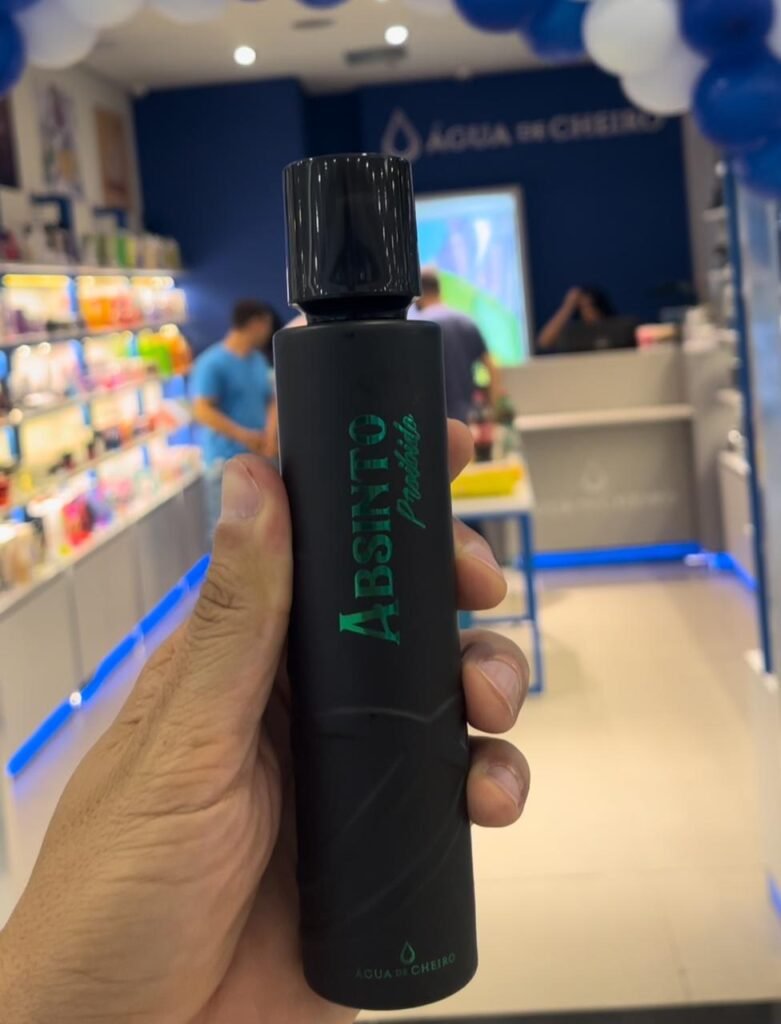 ÁGUA DE CHEIRO
ABSINTO
Proibido
ÁGUA DE CHEIRO